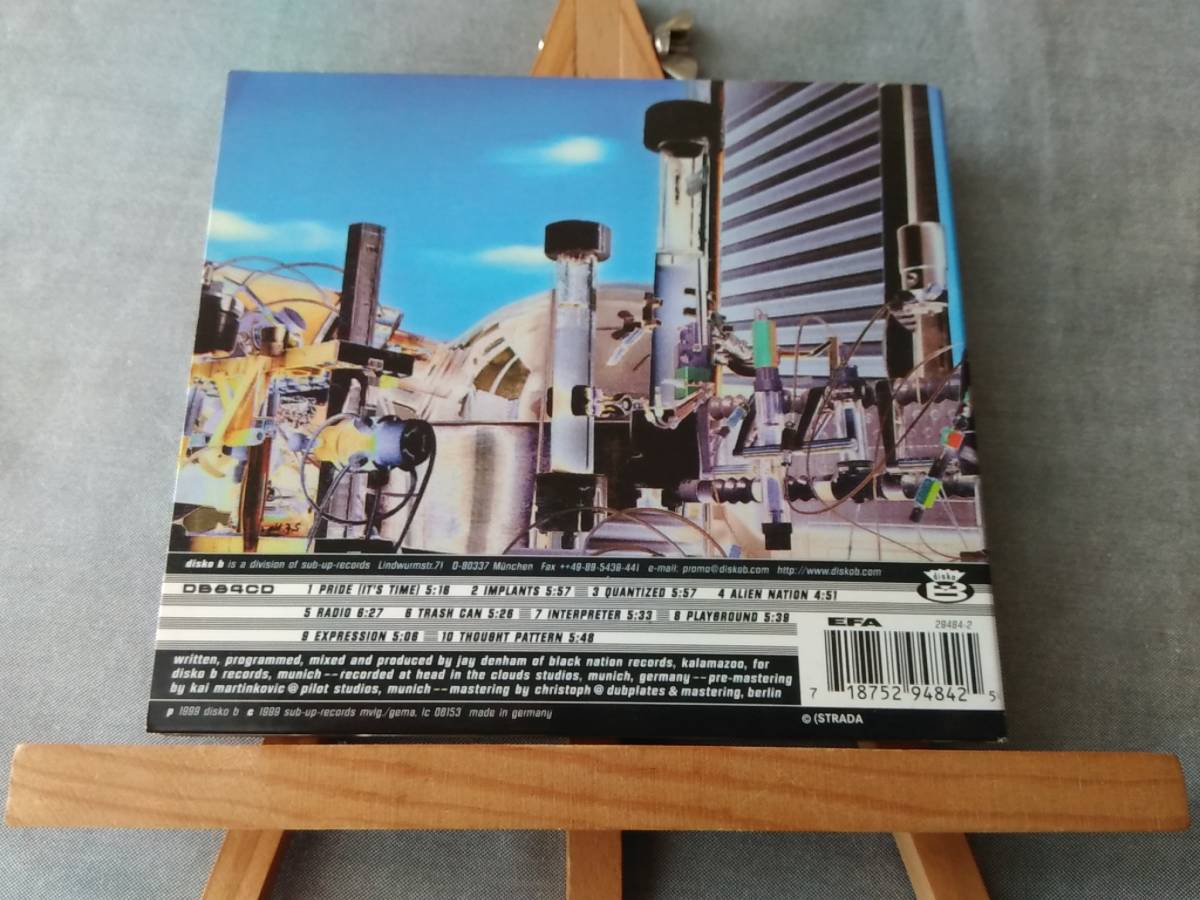 disko b is a division of sub-up-records Lindwurmstr.71 D-80337 München Fax ++49-89-5438-441 e-mail: promo@diskob.com http://www.diskob.com
disko
B
DB84CD 1 PRIDE (IT'S TIME) 5:16 2 IMPLANTS 5:57 3 QUANTIZED 5:57 4 ALIEN NATION 4:51
5 RADIO 6:27 6 TRASH CAN 5:26 7 INTERPRETER 5:33 8 PLAYGROUND 5:39
9 EXPRESSION 5:06 10 THOUGHT PATTERN 5:48
EFA 29484-2
7 18752 94842 5
written, programmed, mixed and produced by jay denham of black nation records, kalamazoo, for
disko b records, munich -- recorded at head in the clouds studios, munich, germany -- pre-mastering
by kai martinkovic @ pilot studios, munich -- mastering by christoph @ dubplates & mastering, berlin
p 1999 disko b c 1999 sub-up-records mvlg./gema, lc 08153 made in germany
© (STRADA